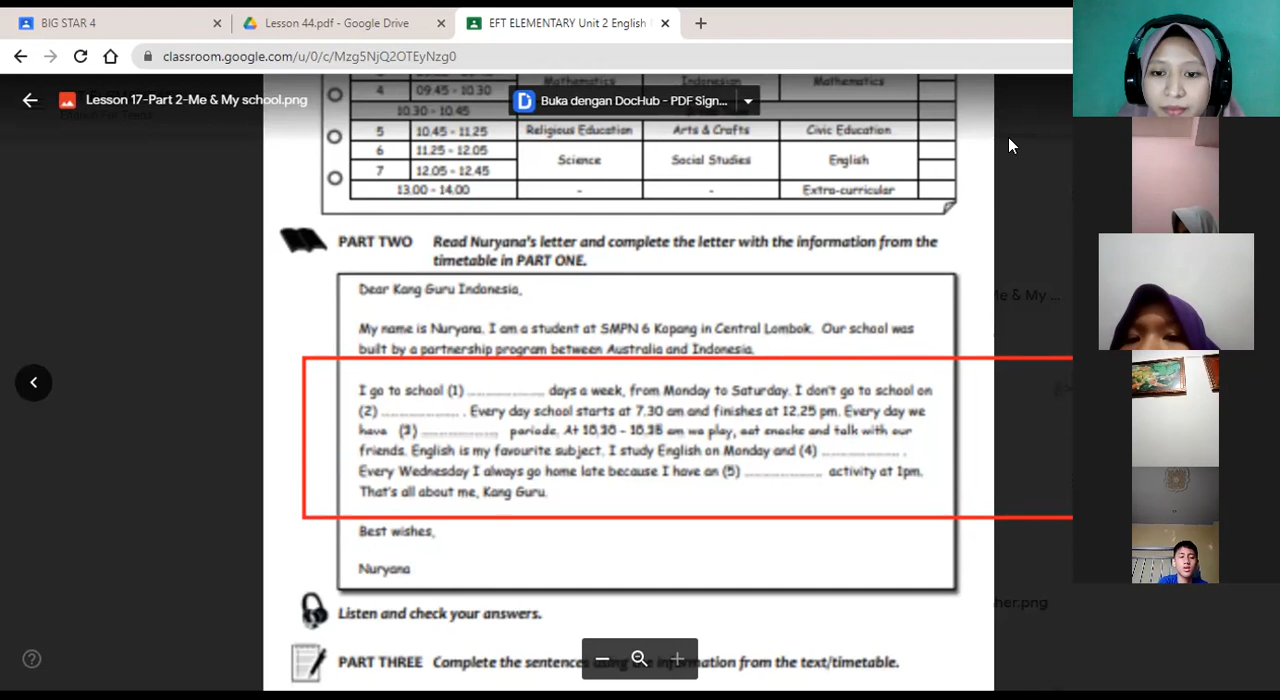 BIG STAR 4
Lesson 44.pdf - Google Drive
EFT ELEMENTARY Unit 2 English
classroom.google.com/u/0/c/Mzg5NjQ2OTEyNzg0
Lesson 17-Part 2-Me & My school.png
Buka dengan DocHub - PDF Sign...
Mathematics Indonesian Mathematics
4 09.45 - 10.30
10.30 - 10.45
5 10.45 - 11.25 Religious Education Arts & Crafts Civic Education
6 11.25 - 12.05 Science Social Studies English
7 12.05 - 12.45
13.00 - 14.00 - - Extra-curricular
PART TWO Read Nuryana's letter and complete the letter with the information from the
timetable in PART ONE.
Dear Kang Guru Indonesia,
My name is Nuryana. I am a student at SMPN 6 Kopang in Central Lombok. Our school was
built by a partnership program between Australia and Indonesia.
I go to school (1) .................... days a week, from Monday to Saturday. I don't go to school on
(2) .................... . Every day school starts at 7.30 am and finishes at 12.25 pm. Every day we
have (3) .................... periods. At 10.30 - 10.35 am we play, eat snacks and talk with our
friends. English is my favourite subject. I study English on Monday and (4) .................... .
Every Wednesday I always go home late because I have an (5) .................... activity at 1pm.
That's all about me, Kang Guru.
Best wishes,
Nuryana
Listen and check your answers.
PART THREE Complete the sentences using the information from the text/timetable.
Me & My ...
her.png